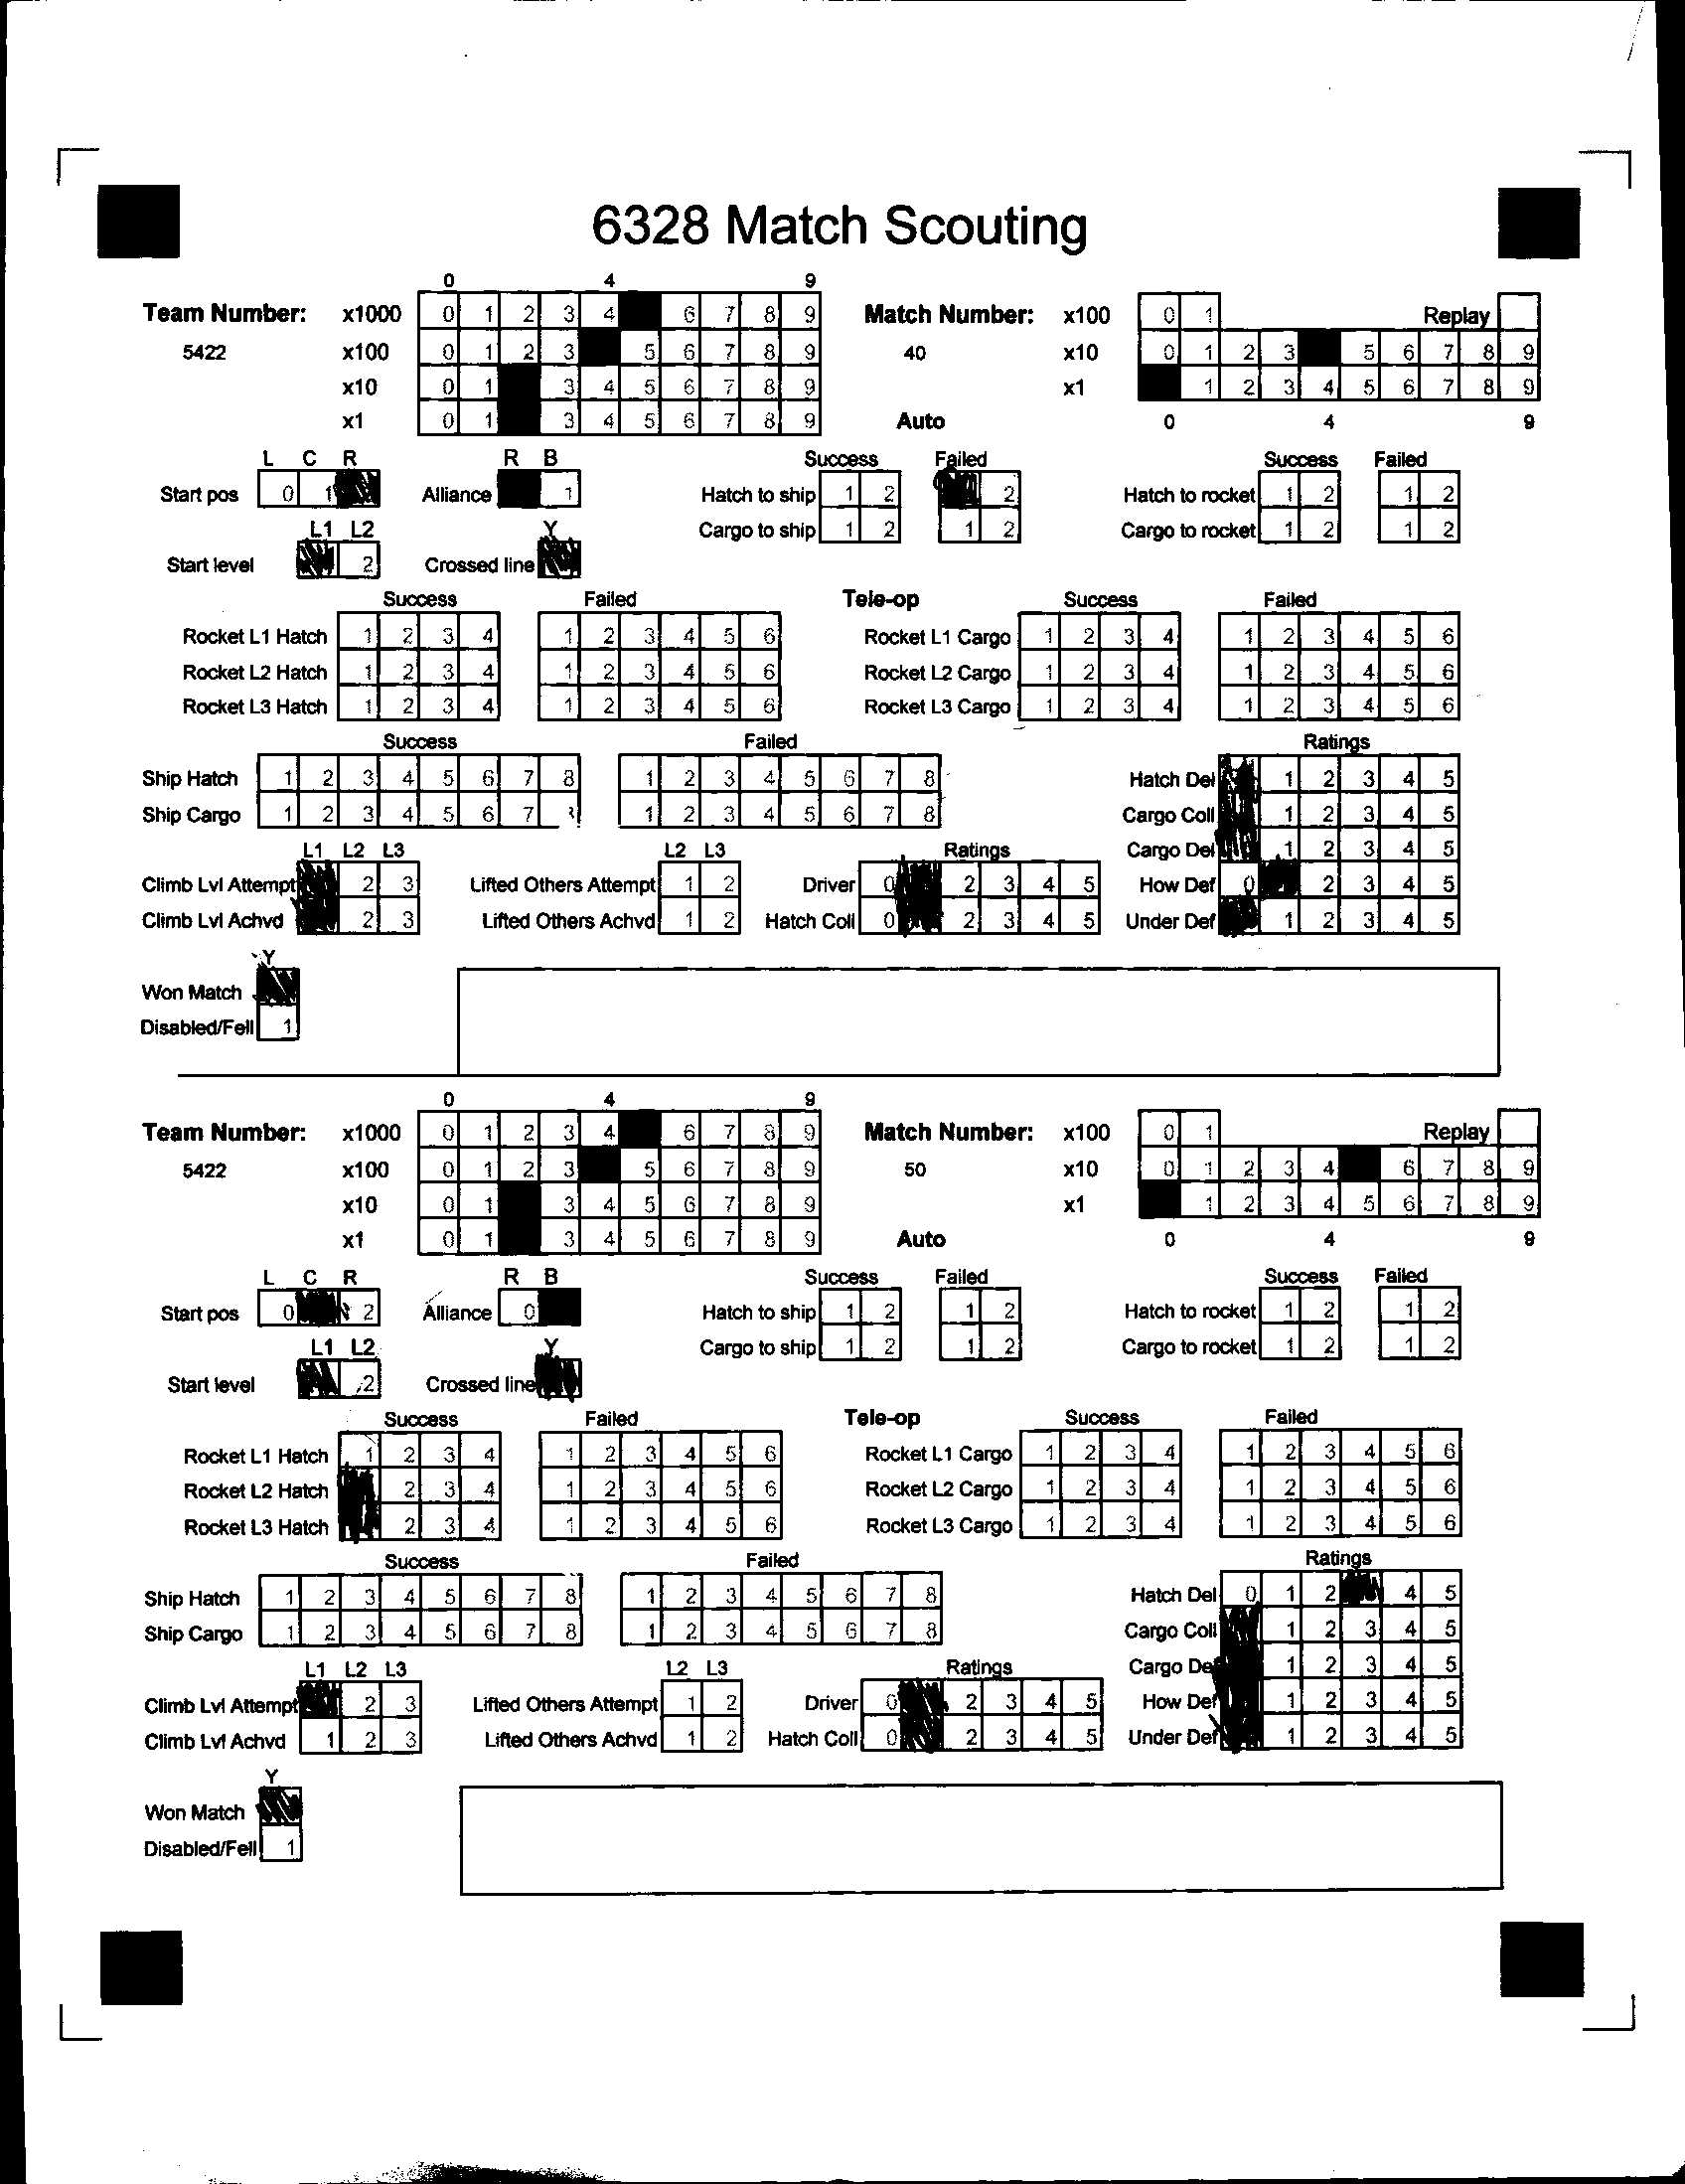 6328 Match Scouting
0 4 9
Team Number: x1000 0 1 2 3 4 6 7 8 9 Match Number: x100 0 1 Replay
5422 x100 0 1 2 3 5 6 7 8 9 40 x10 0 1 2 3 5 6 7 8 9
x10 0 1 3 4 5 6 7 8 9 x1 1 2 3 4 5 6 7 8 9
x1 0 1 3 4 5 6 7 8 9 Auto 0 4 9
L C R R B Success Failed Success Failed
Start pos 0 1 Alliance 1 Hatch to ship 1 2 2 Hatch to rocket 1 2 1 2
L1 L2 Y Cargo to ship 1 2 1 2 Cargo to rocket 1 2 1 2
Start level 2 Crossed line
Success Failed Tele-op Success Failed
Rocket L1 Hatch 1 2 3 4 1 2 3 4 5 6 Rocket L1 Cargo 1 2 3 4 1 2 3 4 5 6
Rocket L2 Hatch 1 2 3 4 1 2 3 4 5 6 Rocket L2 Cargo 1 2 3 4 1 2 3 4 5 6
Rocket L3 Hatch 1 2 3 4 1 2 3 4 5 6 Rocket L3 Cargo 1 2 3 4 1 2 3 4 5 6
Success Failed Ratings
Ship Hatch 1 2 3 4 5 6 7 8 1 2 3 4 5 6 7 8 Hatch Del 1 2 3 4 5
Ship Cargo 1 2 3 4 5 6 7 1 2 3 4 5 6 7 8 Cargo Coll 1 2 3 4 5
L1 L2 L3 L2 L3 Ratings Cargo Del 1 2 3 4 5
Climb Lvl Attempt 2 3 Lifted Others Attempt 1 2 Driver 0 2 3 4 5 How Def 0 2 3 4 5
Climb Lvl Achvd 2 3 Lifted Others Achvd 1 2 Hatch Coll 0 2 3 4 5 Under Def 1 2 3 4 5
Y
Won Match
Disabled/Fell 1
0 4 9
Team Number: x1000 0 1 2 3 4 6 7 8 9 Match Number: x100 0 1 Replay
5422 x100 0 1 2 3 5 6 7 8 9 50 x10 0 1 2 3 4 6 7 8 9
x10 0 1 3 4 5 6 7 8 9 x1 1 2 3 4 5 6 7 8 9
x1 0 1 3 4 5 6 7 8 9 Auto 0 4 9
L C R R B Success Failed Success Failed
Start pos 0 2 Alliance 0 Hatch to ship 1 2 1 2 Hatch to rocket 1 2 1 2
L1 L2 Y Cargo to ship 1 2 1 2 Cargo to rocket 1 2 1 2
Start level 2 Crossed line
Success Failed Tele-op Success Failed
Rocket L1 Hatch 1 2 3 4 1 2 3 4 5 6 Rocket L1 Cargo 1 2 3 4 1 2 3 4 5 6
Rocket L2 Hatch 2 3 4 1 2 3 4 5 6 Rocket L2 Cargo 1 2 3 4 1 2 3 4 5 6
Rocket L3 Hatch 2 3 4 1 2 3 4 5 6 Rocket L3 Cargo 1 2 3 4 1 2 3 4 5 6
Success Failed Ratings
Ship Hatch 1 2 3 4 5 6 7 8 1 2 3 4 5 6 7 8 Hatch Del 0 1 2 4 5
Ship Cargo 1 2 3 4 5 6 7 8 1 2 3 4 5 6 7 8 Cargo Coll 1 2 3 4 5
L1 L2 L3 L2 L3 Ratings Cargo Del 1 2 3 4 5
Climb Lvl Attempt 2 3 Lifted Others Attempt 1 2 Driver 0 2 3 4 5 How Def 1 2 3 4 5
Climb Lvl Achvd 1 2 3 Lifted Others Achvd 1 2 Hatch Coll 0 2 3 4 5 Under Def 1 2 3 4 5
Y
Won Match
Disabled/Fell 1